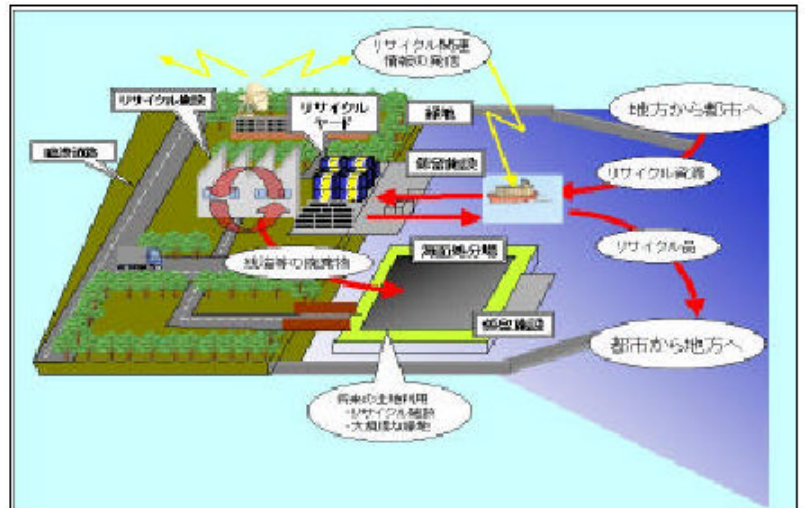 リサイクル関連
情報の発信
リサイクル施設
リサイクル
ヤード
緑地
地方から都市へ
臨港道路
係留施設
リサイクル資源
海面処分場
リサイクル品
残渣等の廃棄物
係留施設
都市から地方へ
将来の土地利用
・リサイクル施設
・大規模な緑地